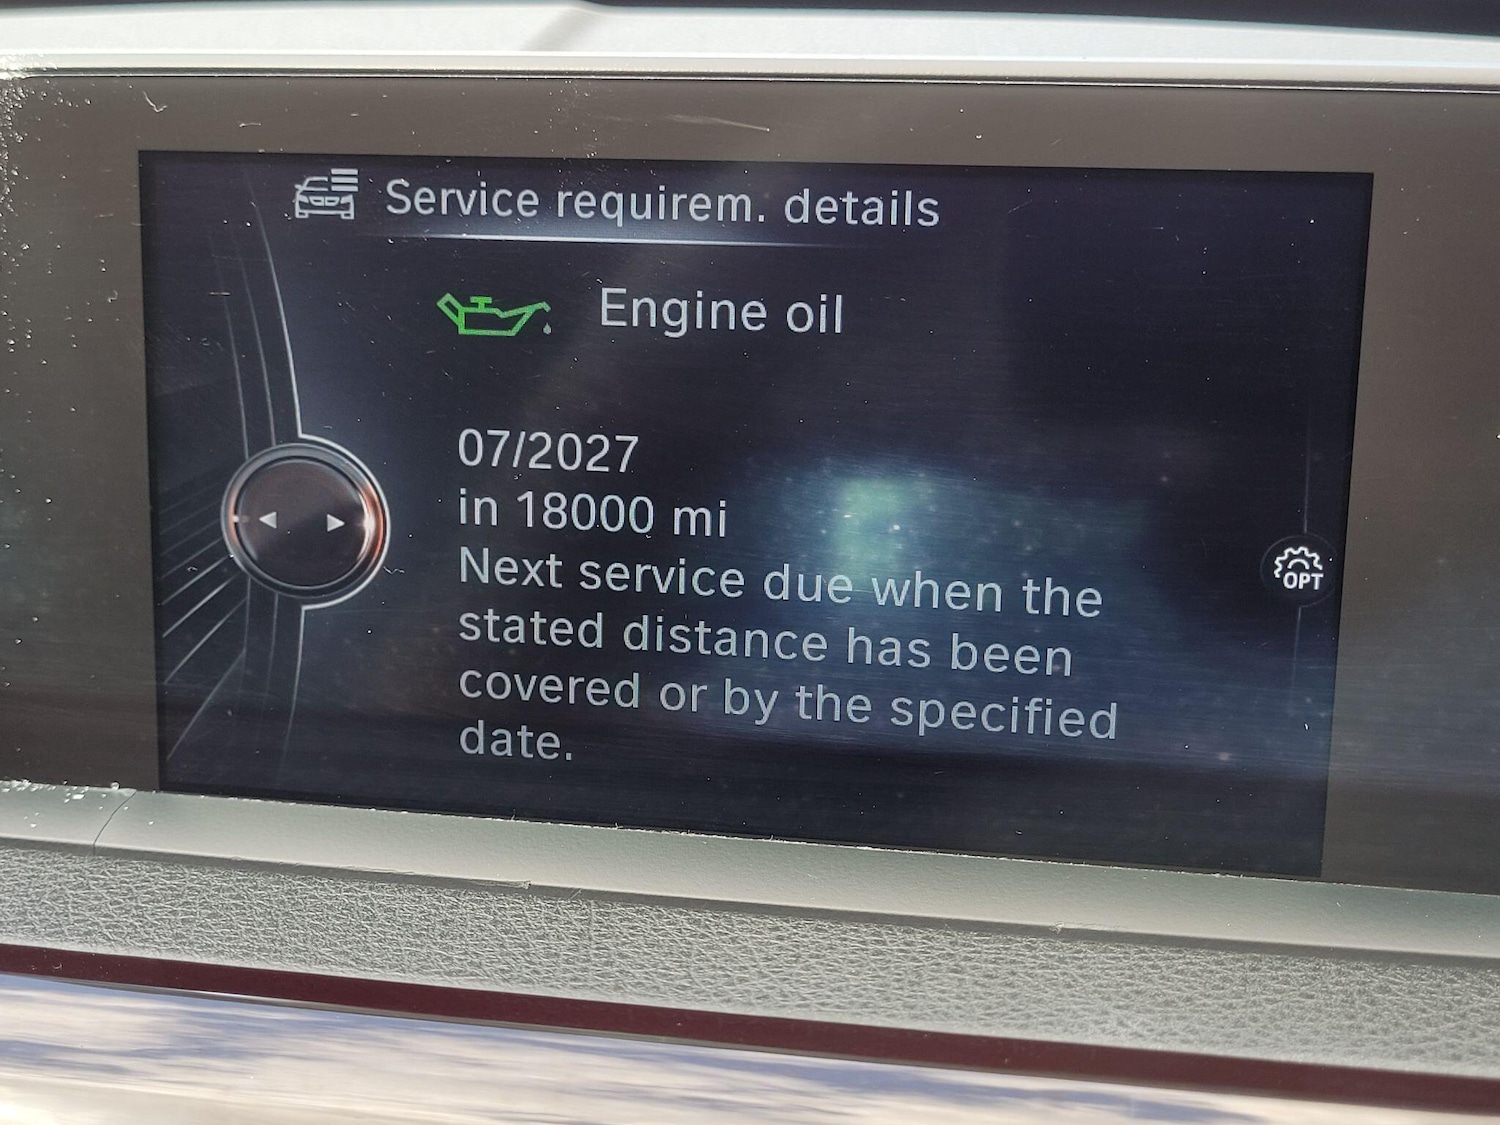 Service requirem. details
Engine oil
07/2027
in 18000 mi
Next service due when the
stated distance has been
covered or by the specified
date.
OPT